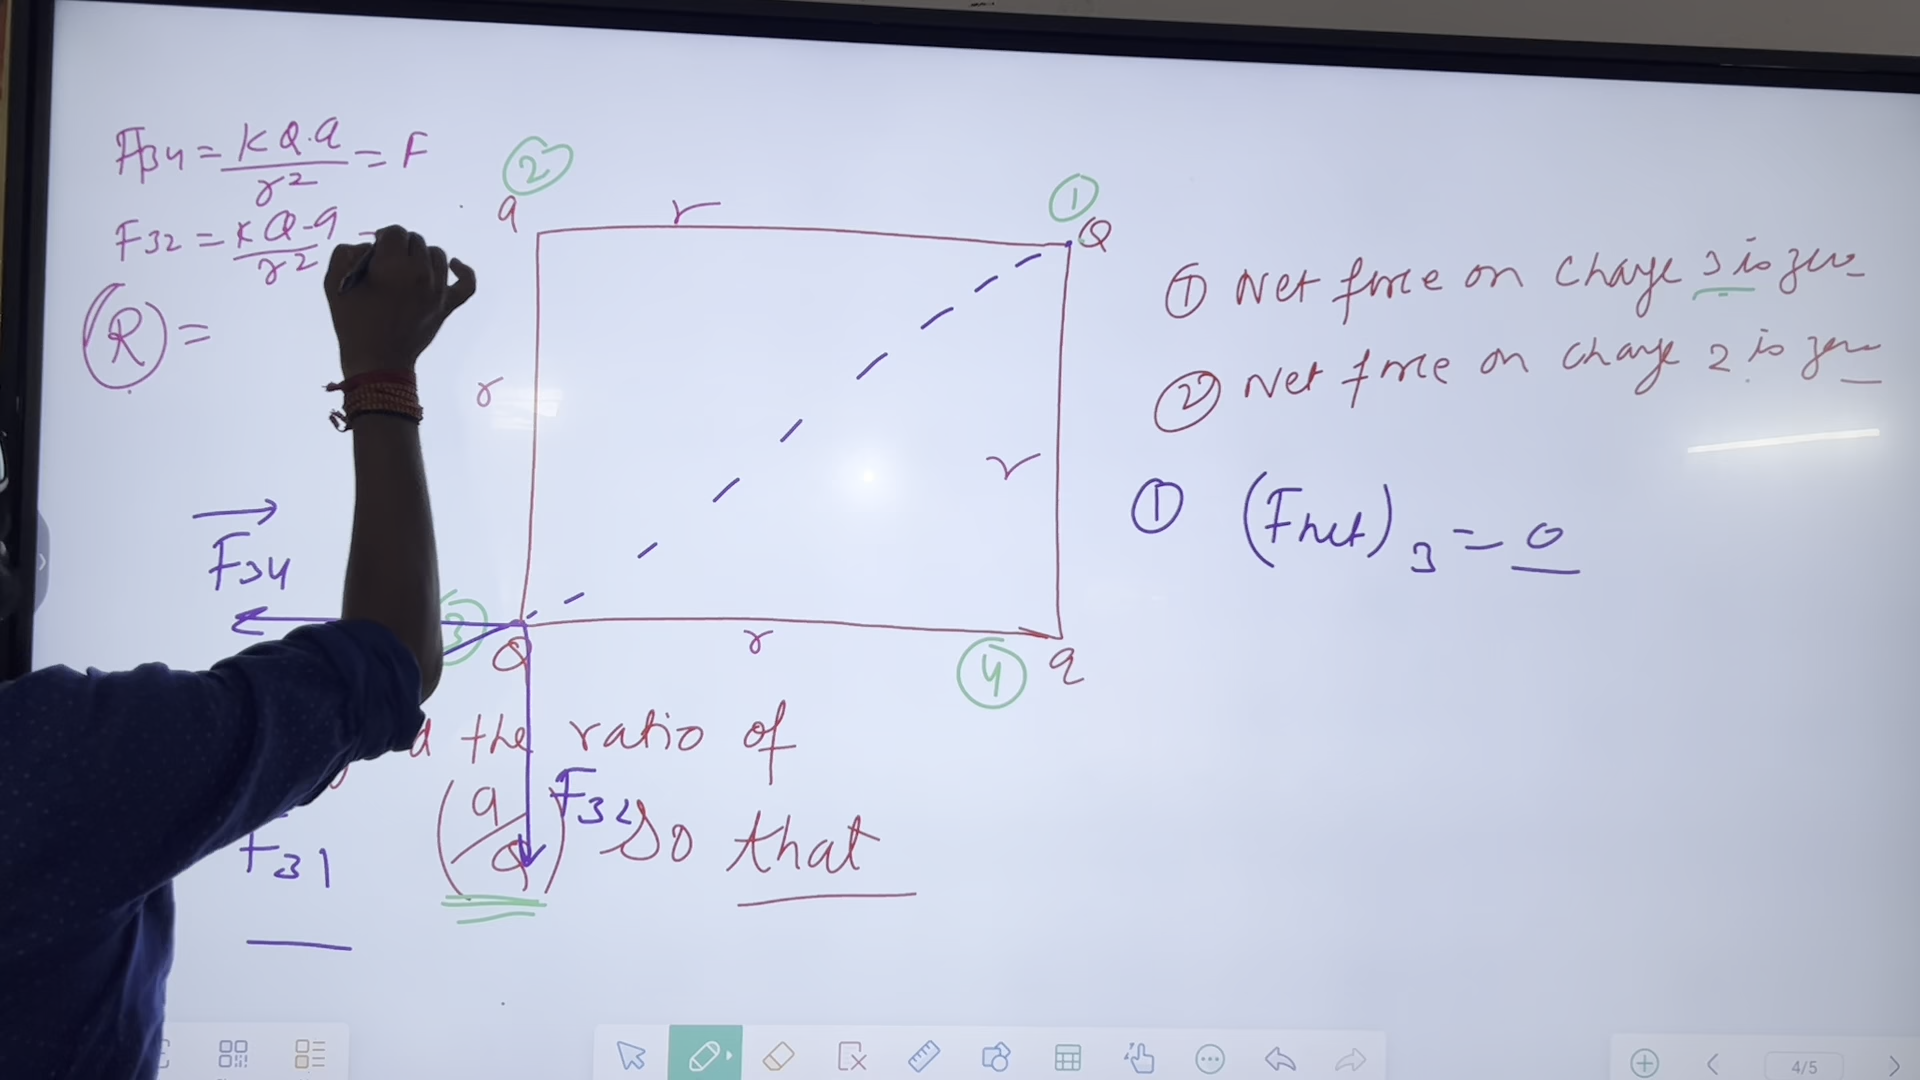 F34 = KQ.q/r² = F
F32 = KQ-q/r² =
(R) =
② q
r
① Q
① Net force on charge 3 is zero
② Net force on charge 2 is zero
r
r
① (Fnet)3 = 0
F34
③ Q
r
④ q
the ratio of
(q/Q) so that
F32
F31
4/5